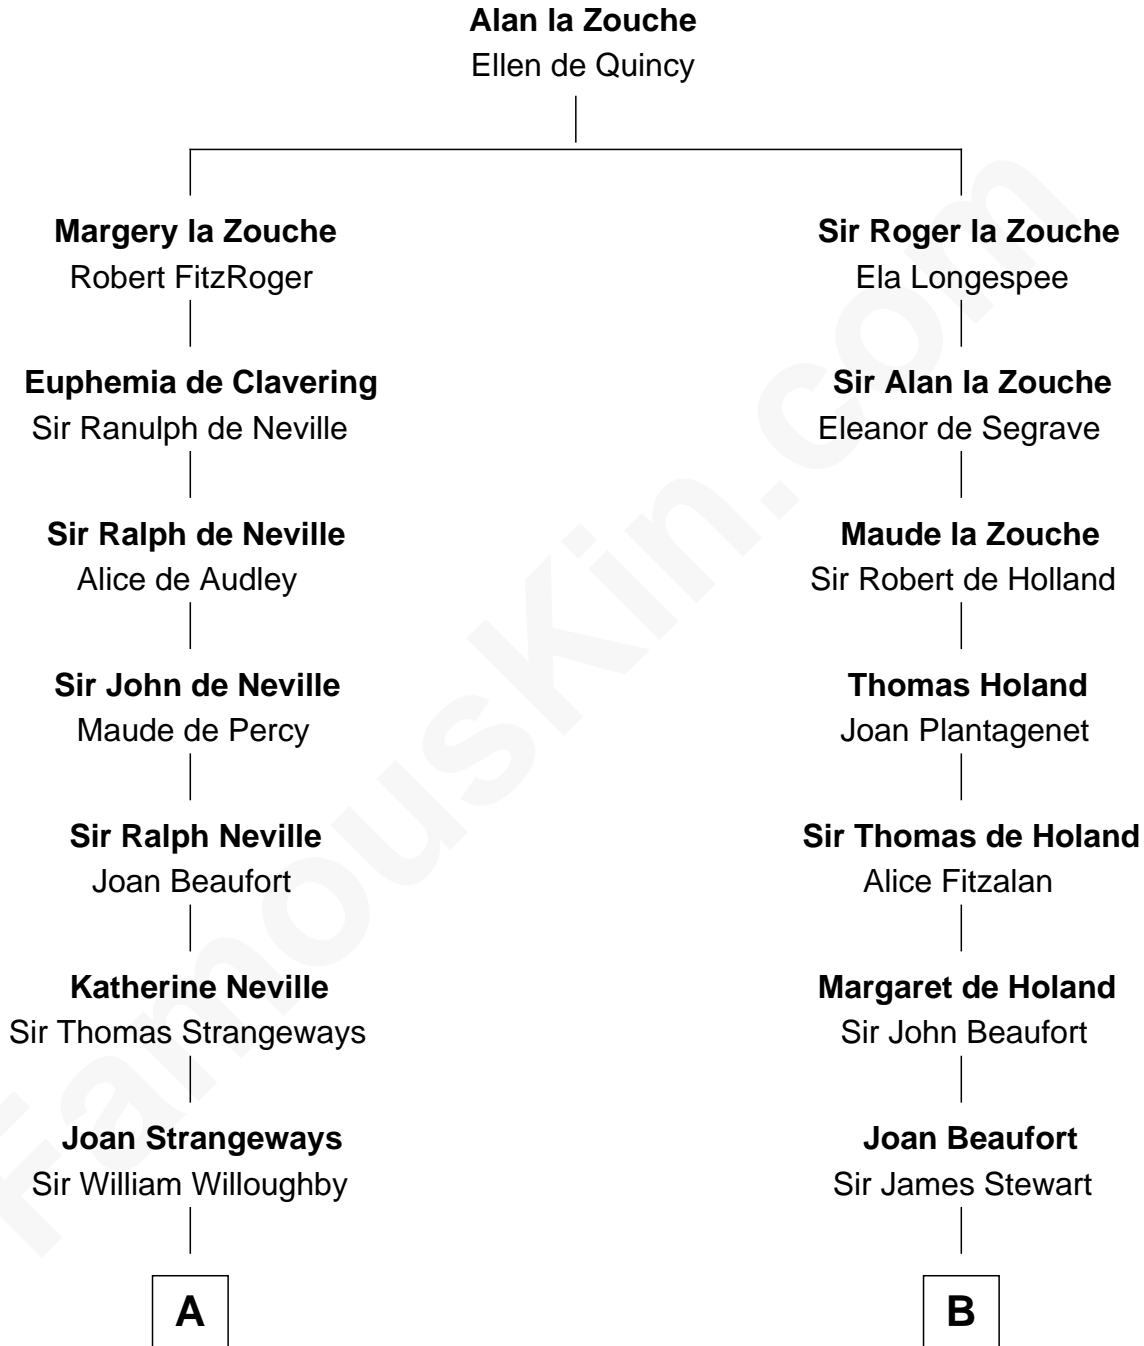 Alan la Zouche
Ellen de Quincy
Margery la Zouche
Robert FitzRoger
Euphemia de Clavering
Sir Ranulph de Neville
Sir Ralph de Neville
Alice de Audley
Sir John de Neville
Maude de Percy
Sir Ralph Neville
Joan Beaufort
Katherine Neville
Sir Thomas Strangeways
Joan Strangeways
Sir William Willoughby
A
Sir Roger la Zouche
Ela Longespee
Sir Alan la Zouche
Eleanor de Segrave
Maude la Zouche
Sir Robert de Holland
Thomas Holand
Joan Plantagenet
Sir Thomas de Holand
Alice Fitzalan
Margaret de Holand
Sir John Beaufort
Joan Beaufort
Sir James Stewart
B
FamousKin.com